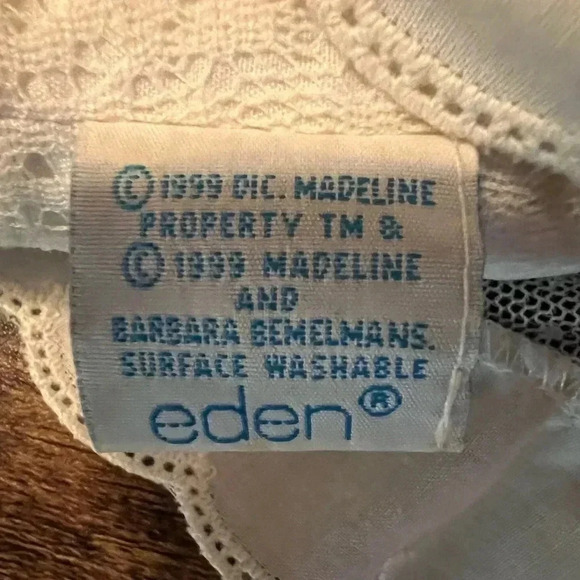 © 1999 DIC. MADELINE
PROPERTY TM &
© 1999 MADELINE
AND
BARBARA BEMELMANS.
SURFACE WASHABLE
eden®